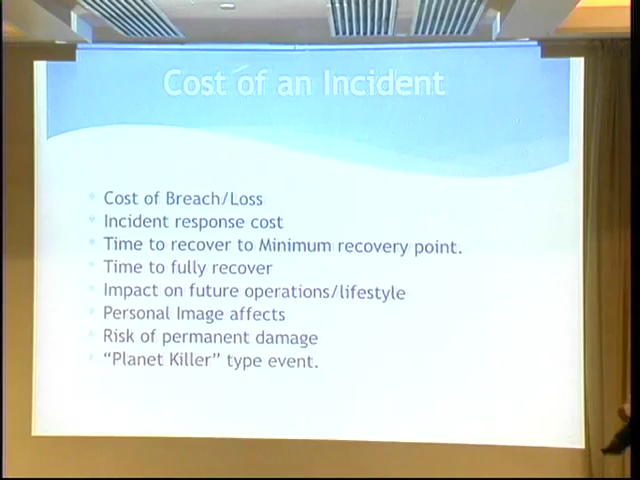 Cost of an Incident
Cost of Breach/Loss
Incident response cost
Time to recover to Minimum recovery point.
Time to fully recover
Impact on future operations/lifestyle
Personal Image affects
Risk of permanent damage
“Planet Killer” type event.